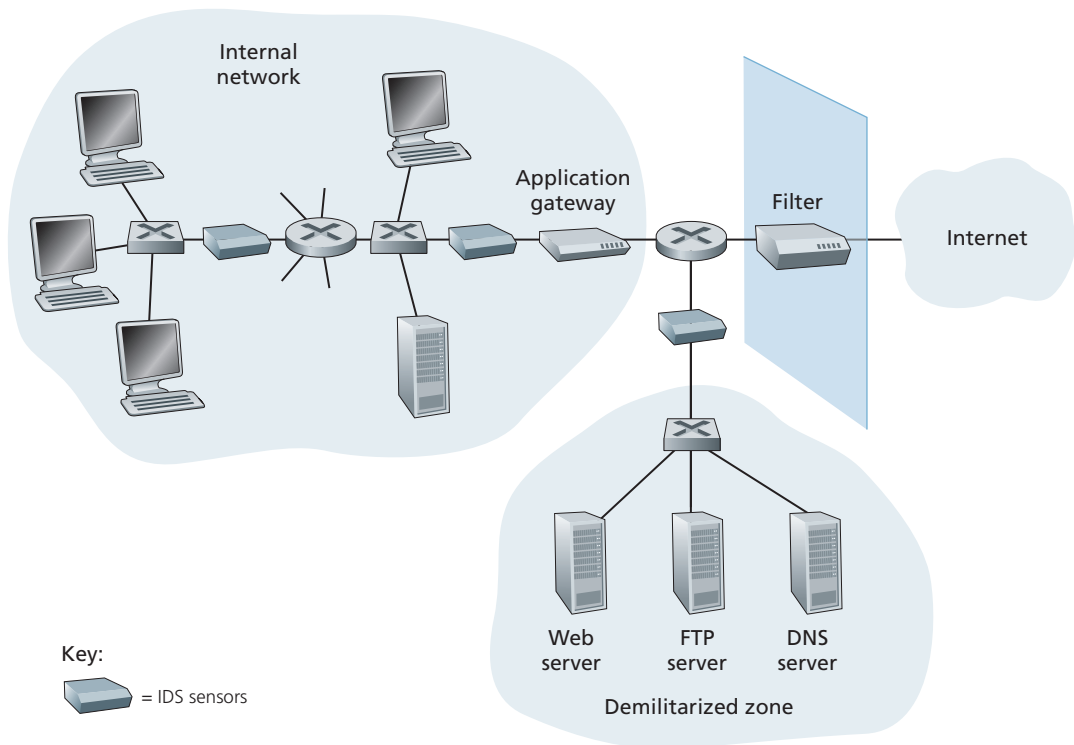 Internal
network
Application
gateway
Filter
Internet
Web
server
FTP
server
DNS
server
Demilitarized zone
Key:
= IDS sensors